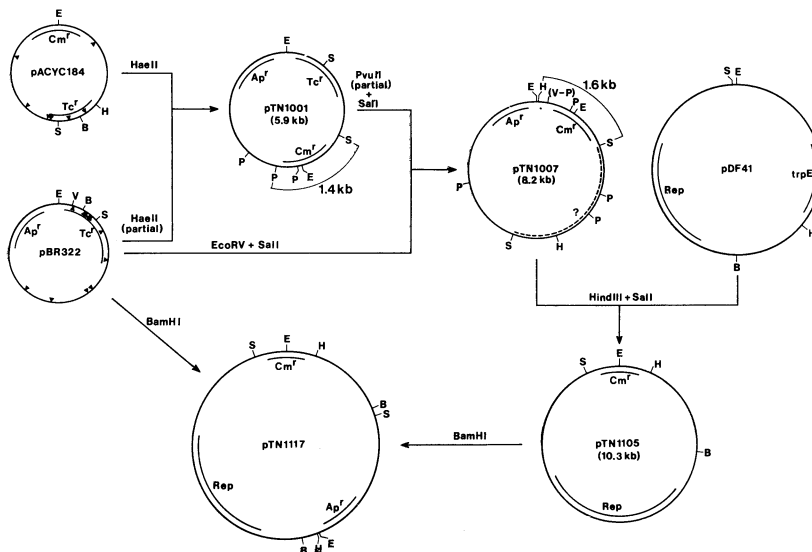 E
Cmr
pACYC184
Tcr
H
B
S
HaeII
E
S
Apr
Tcr
pTN1001
(5.9 kb)
Cmr
S
E
P
P
P
1.4kb
PvuII
(partial)
+
SalI
E
V
B
S
Apr
Tcr
pBR322
HaeII
(partial)
EcoRV + SalI
BamHI
E
H
(V-P)
P
E
1.6kb
Apr
Cmr
S
pTN1007
(8.2 kb)
P
P
P
?
S
H
S
E
pDF41
Rep
trpE
H
B
HindIII + SalI
S
E
H
Cmr
pTN1105
(10.3 kb)
B
Rep
BamHI
S
E
H
Cmr
B
S
pTN1117
Rep
Apr
B
H
E